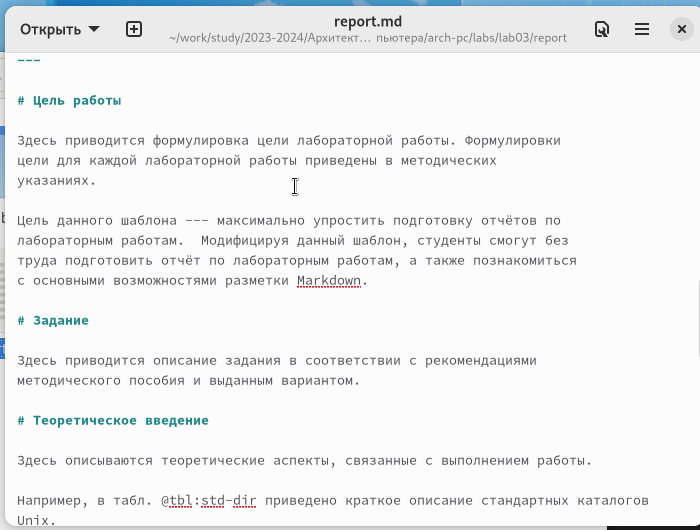 Открыть
report.md
~/work/study/2023-2024/Архитект… пьютера/arch-pc/labs/lab03/report
---
# Цель работы
Здесь приводится формулировка цели лабораторной работы. Формулировки
цели для каждой лабораторной работы приведены в методических
указаниях.
Цель данного шаблона --- максимально упростить подготовку отчётов по
лабораторным работам.  Модифицируя данный шаблон, студенты смогут без
труда подготовить отчёт по лабораторным работам, а также познакомиться
с основными возможностями разметки Markdown.
# Задание
Здесь приводится описание задания в соответствии с рекомендациями
методического пособия и выданным вариантом.
# Теоретическое введение
Здесь описываются теоретические аспекты, связанные с выполнением работы.
Например, в табл. @tbl:std-dir приведено краткое описание стандартных каталогов
Unix.